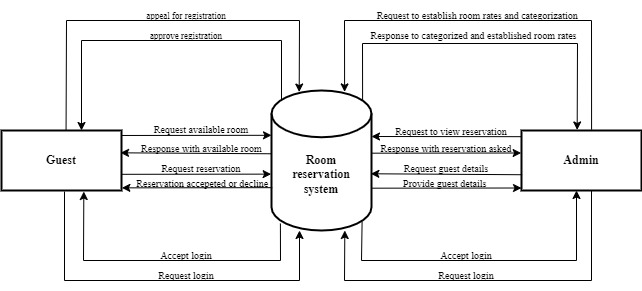 appeal for registration
Request to establish room rates and categorization
approve registration
Response to categorized and established room rates
Request available room
Request to view reservation
Response with available room
Response with reservation asked
Guest
Room
reservation
system
Admin
Request reservation
Request guest details
Reservation accepeted or decline
Provide guest details
Accept login
Accept login
Request login
Request login